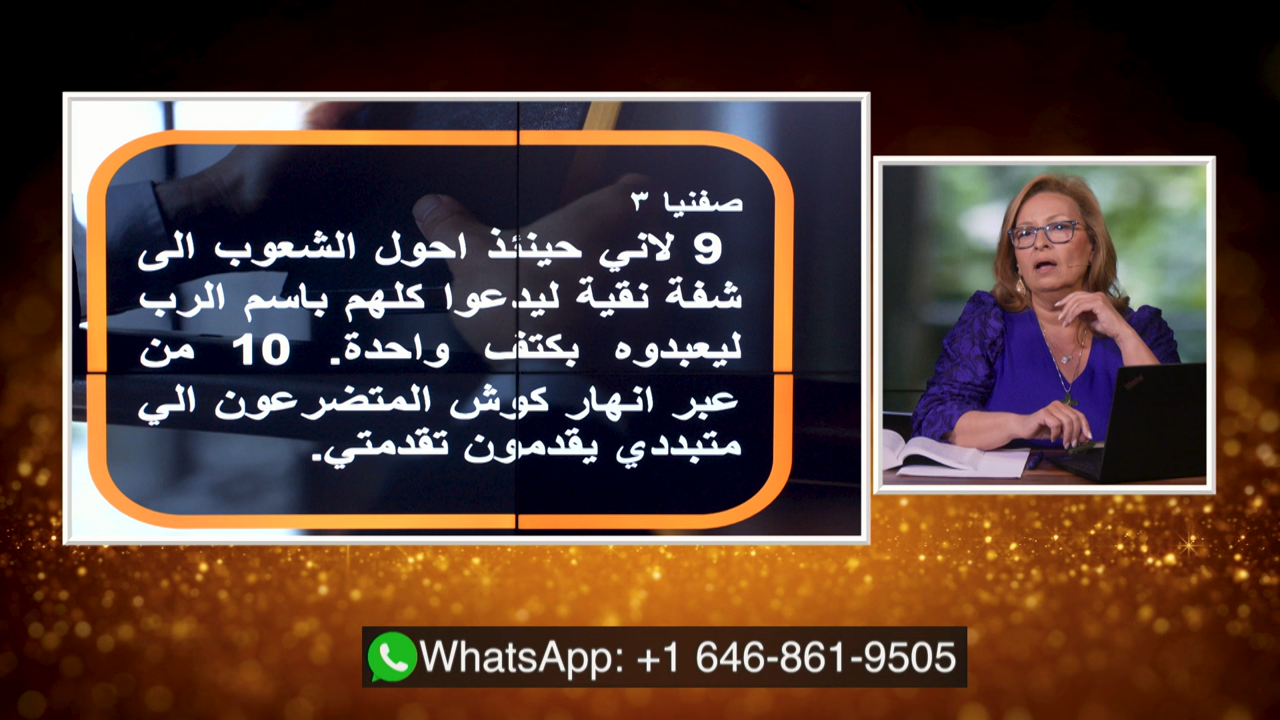 صفنيا ٣
9 لاني حينئذ احول الشعوب الى
شفة نقية ليدعوا كلهم باسم الرب
ليعبدوه بكتف واحدة. 10 من
عبر انهار كوش المتضرعون الي
متبددي يقدمون تقدمتي.
WhatsApp: +1 646-861-9505